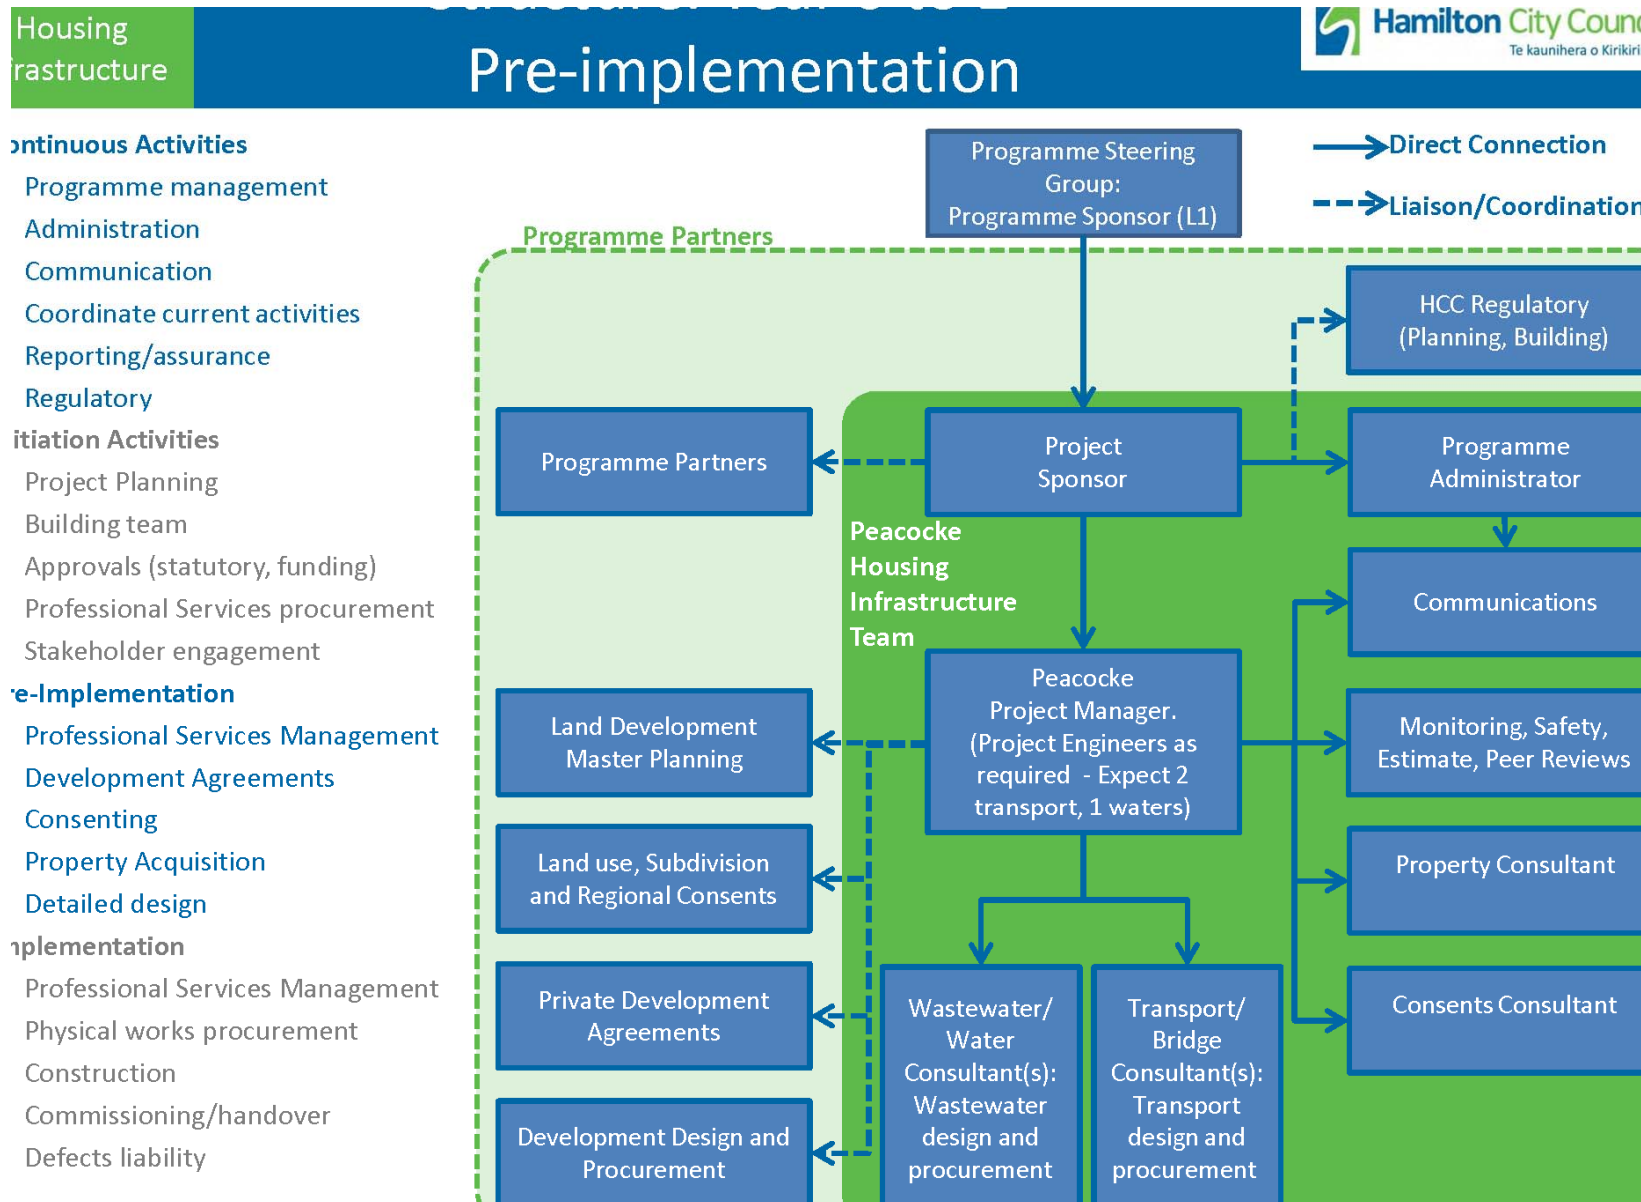 Housing
rastructure
Pre-implementation
Hamilton City Counc
Te kaunihera o Kirikiri
ontinuous Activities
Programme management
Administration
Communication
Coordinate current activities
Reporting/assurance
Regulatory
itiation Activities
Project Planning
Building team
Approvals (statutory, funding)
Professional Services procurement
Stakeholder engagement
re-Implementation
Professional Services Management
Development Agreements
Consenting
Property Acquisition
Detailed design
nplementation
Professional Services Management
Physical works procurement
Construction
Commissioning/handover
Defects liability
Programme Steering
Group:
Programme Sponsor (L1)
Direct Connection
Liaison/Coordination
Programme Partners
HCC Regulatory
(Planning, Building)
Programme Partners
Project
Sponsor
Programme
Administrator
Peacocke
Housing
Infrastructure
Team
Communications
Land Development
Master Planning
Peacocke
Project Manager.
(Project Engineers as
required - Expect 2
transport, 1 waters)
Monitoring, Safety,
Estimate, Peer Reviews
Land use, Subdivision
and Regional Consents
Property Consultant
Private Development
Agreements
Wastewater/
Water
Consultant(s):
Wastewater
design and
procurement
Transport/
Bridge
Consultant(s):
Transport
design and
procurement
Consents Consultant
Development Design and
Procurement